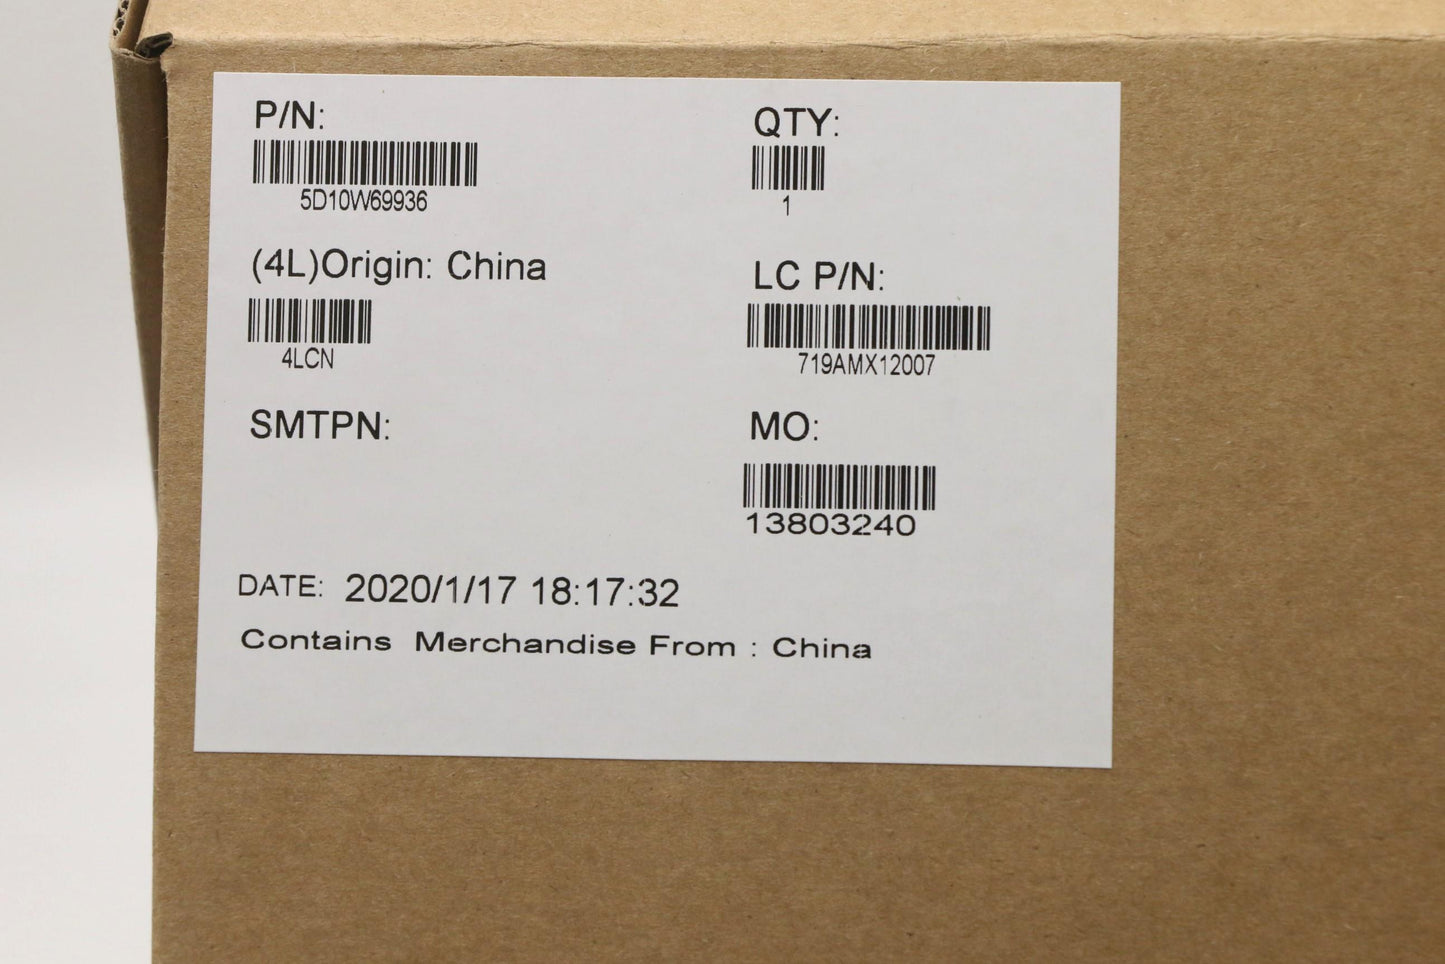 P/N:
5D10W69936
QTY:
1
(4L)Origin: China
4LCN
LC P/N:
719AMX12007
SMTPN:
MO:
13803240
DATE: 2020/1/17 18:17:32
Contains Merchandise From : China